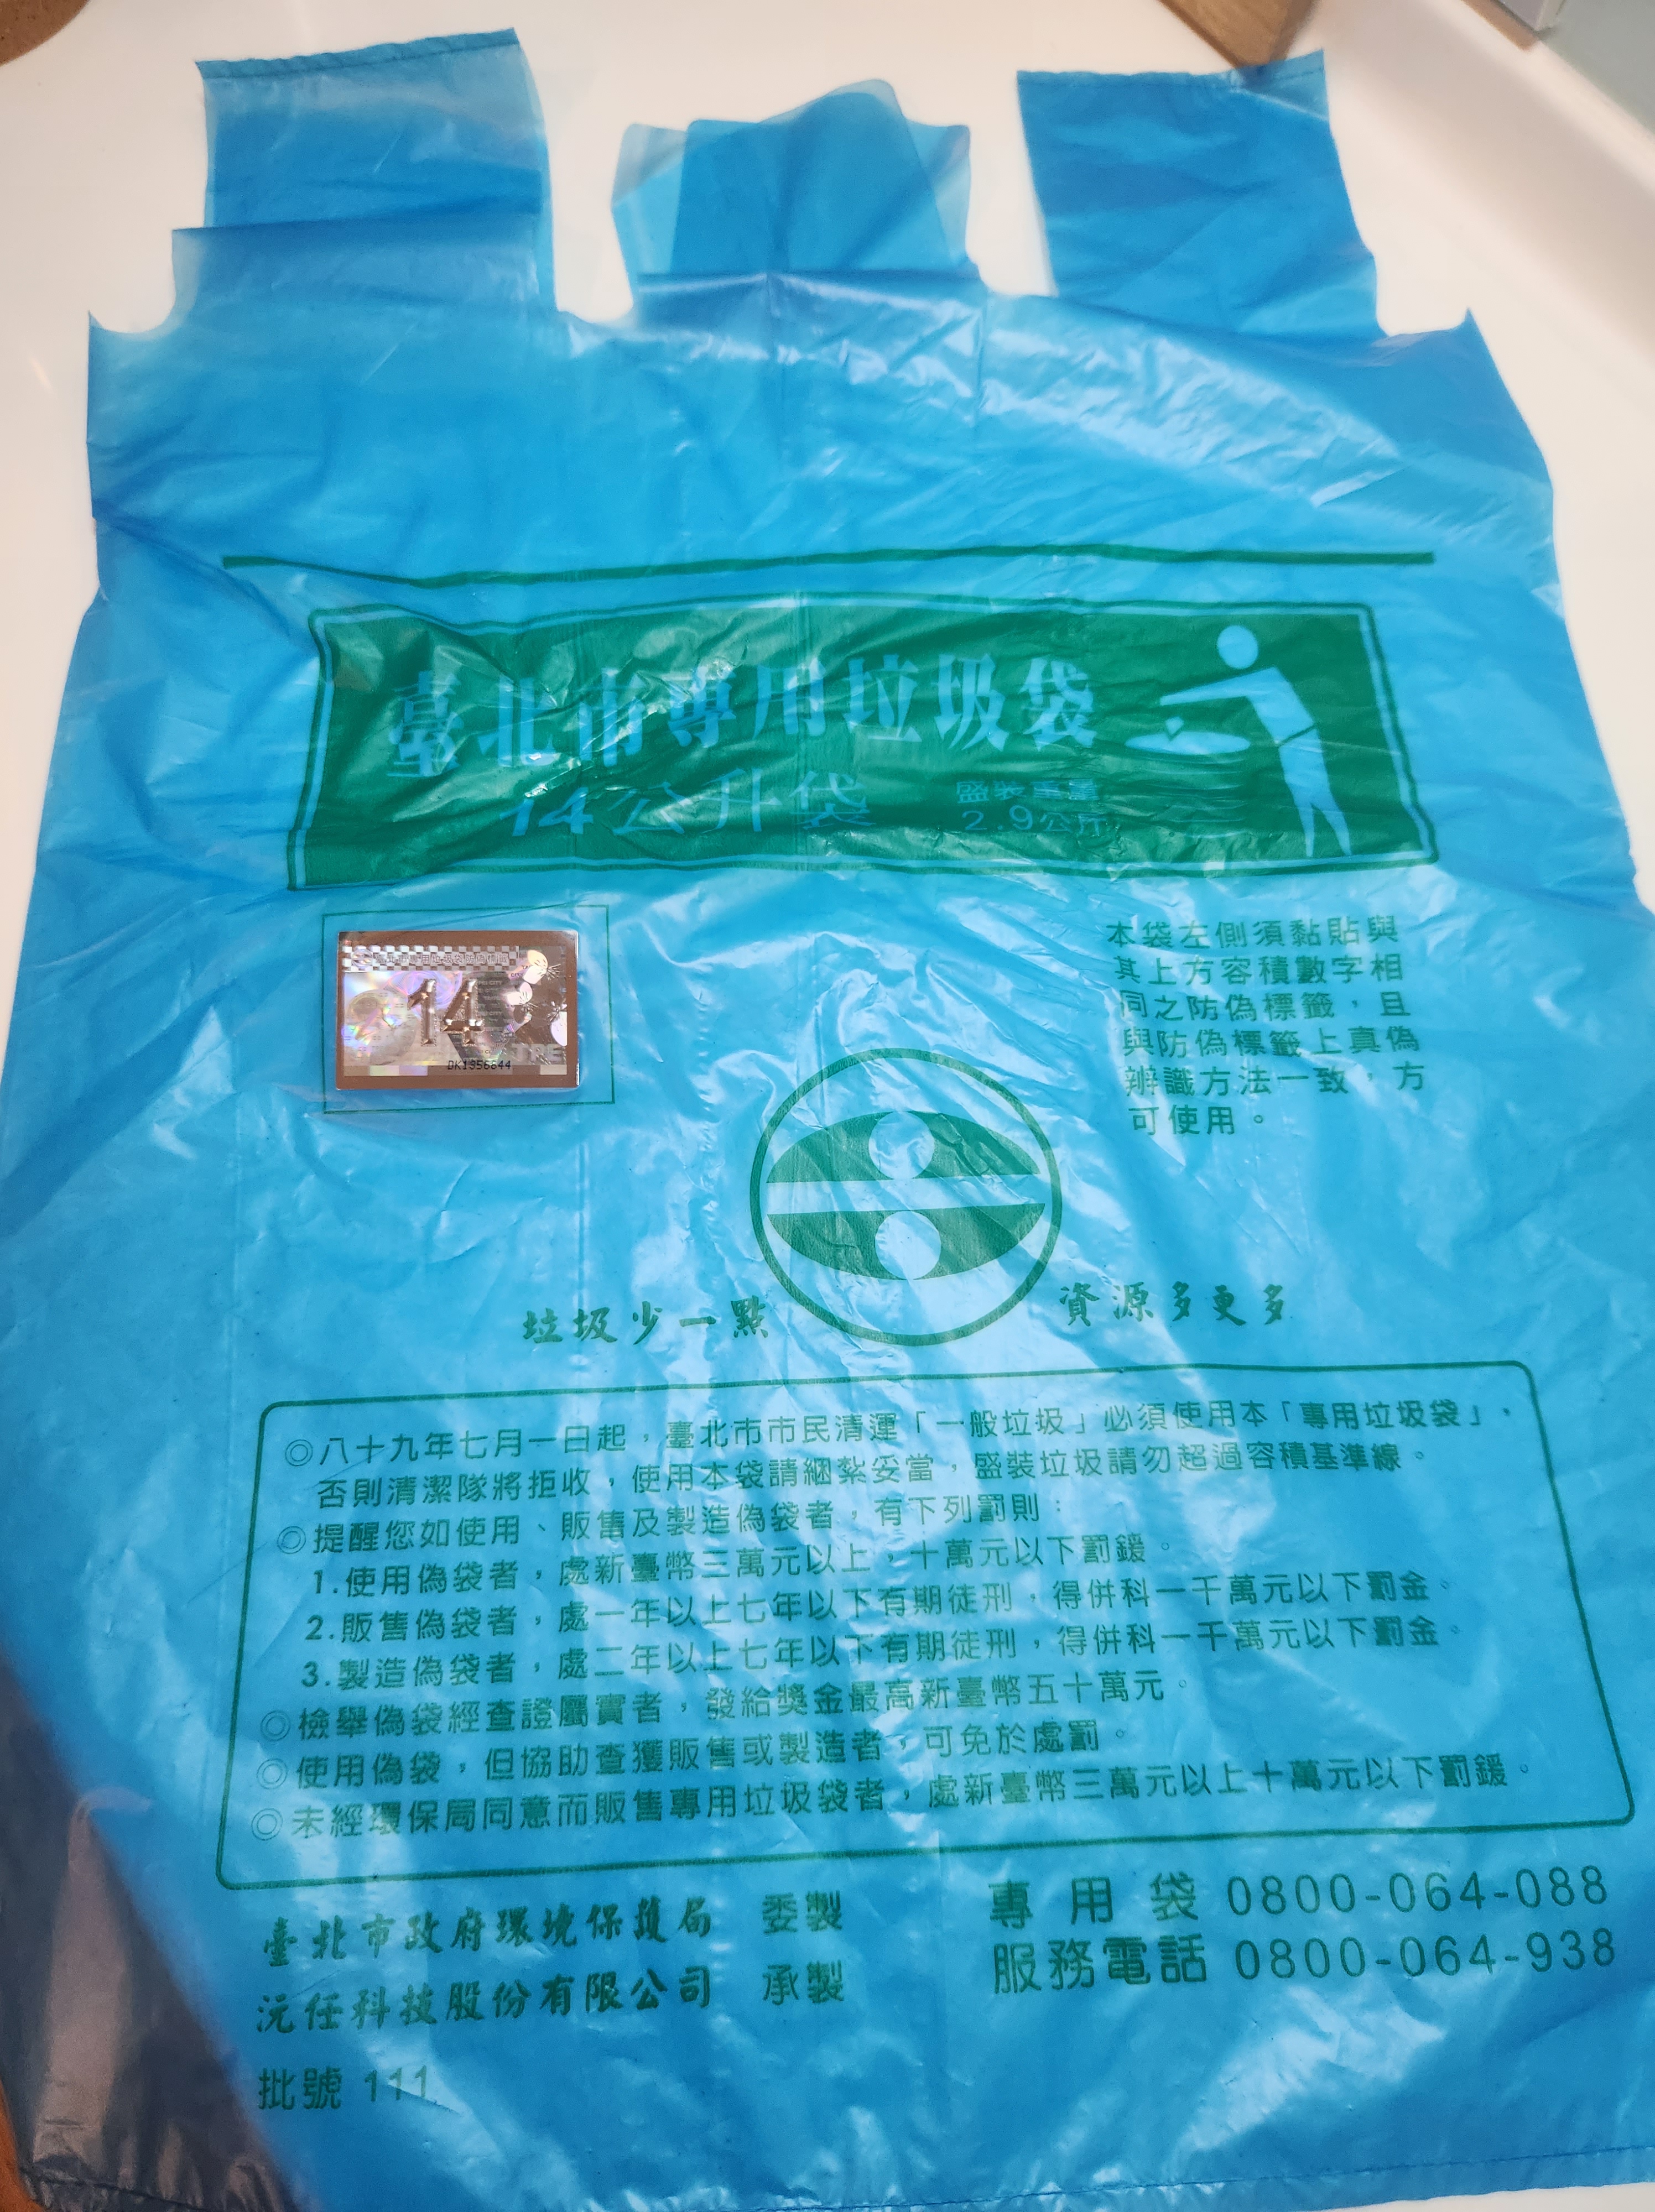 臺北市專用垃圾袋
14公升袋
盛裝重量
2.9公斤
14
DK1956844
本袋左側須黏貼與
其上方容積數字相
同之防偽標籤，且
與防偽標籤上真偽
辨識方法一致，方
可使用。
垃圾少一點
資源多更多
◎八十九年七月一日起，臺北市市民清運「一般垃圾」必須使用本「專用垃圾袋」，
否則清潔隊將拒收，使用本袋請綑紮妥當，盛裝垃圾請勿超過容積基準線。
◎提醒您如使用、販售及製造偽袋者，有下列罰則：
1.使用偽袋者，處新臺幣三萬元以上，十萬元以下罰鍰。
2.販售偽袋者，處一年以上七年以下有期徒刑，得併科一千萬元以下罰金。
3.製造偽袋者，處二年以上七年以下有期徒刑，得併科一千萬元以下罰金。
◎檢舉偽袋經查證屬實者，發給獎金最高新臺幣五十萬元。
◎使用偽袋，但協助查獲販售或製造者，可免於處罰。
◎未經環保局同意而販售專用垃圾袋者，處新臺幣三萬元以上十萬元以下罰鍰。
臺北市政府環境保護局 委製
沅任科技股份有限公司 承製
專用袋 0800-064-088
服務電話 0800-064-938
批號 111